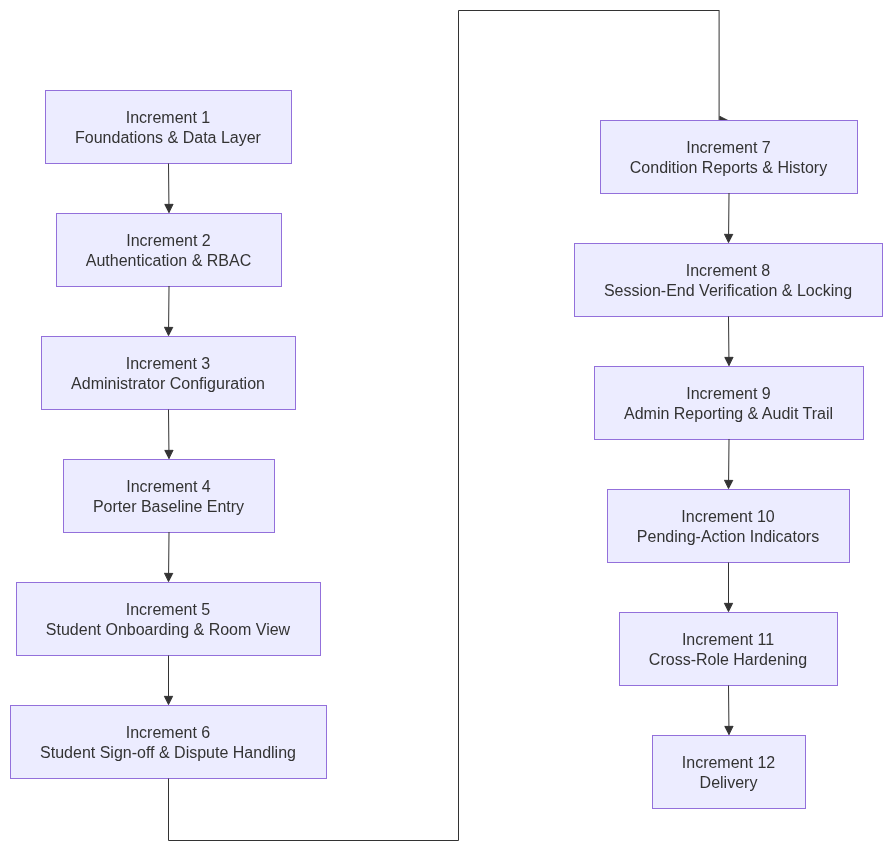 Increment 1
Foundations & Data Layer
Increment 2
Authentication & RBAC
Increment 3
Administrator Configuration
Increment 4
Porter Baseline Entry
Increment 5
Student Onboarding & Room View
Increment 6
Student Sign-off & Dispute Handling
Increment 7
Condition Reports & History
Increment 8
Session-End Verification & Locking
Increment 9
Admin Reporting & Audit Trail
Increment 10
Pending-Action Indicators
Increment 11
Cross-Role Hardening
Increment 12
Delivery